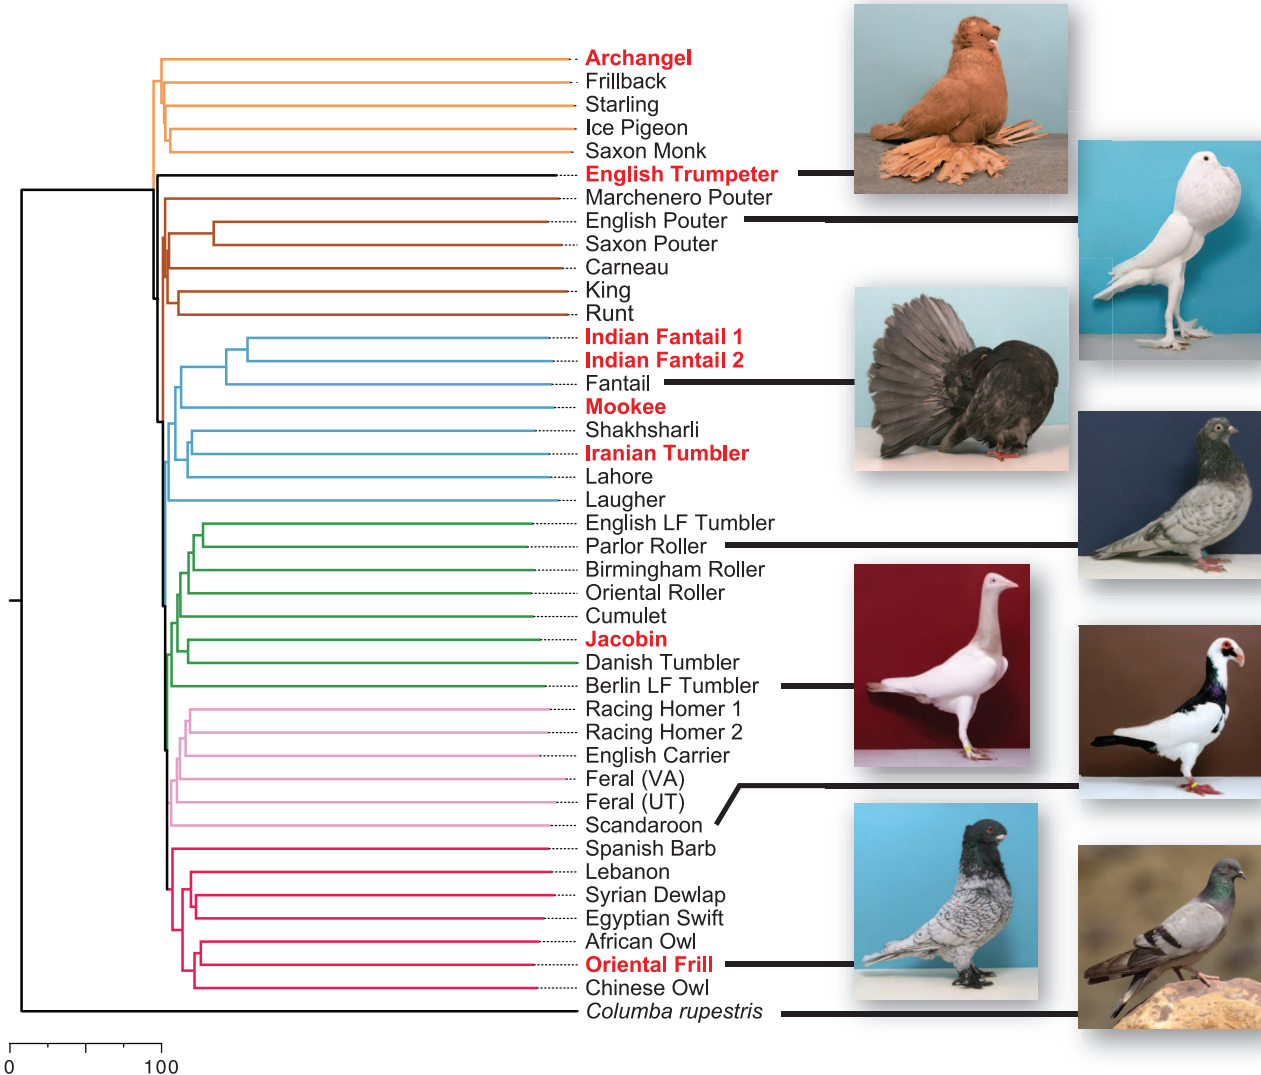 Archangel
Frillback
Starling
Ice Pigeon
Saxon Monk
English Trumpeter
Marchenero Pouter
English Pouter
Saxon Pouter
Carneau
King
Runt
Indian Fantail 1
Indian Fantail 2
Fantail
Mookee
Shakhsharli
Iranian Tumbler
Lahore
Laugher
English LF Tumbler
Parlor Roller
Birmingham Roller
Oriental Roller
Cumulet
Jacobin
Danish Tumbler
Berlin LF Tumbler
Racing Homer 1
Racing Homer 2
English Carrier
Feral (VA)
Feral (UT)
Scandaroon
Spanish Barb
Lebanon
Syrian Dewlap
Egyptian Swift
African Owl
Oriental Frill
Chinese Owl
Columba rupestris
0 100